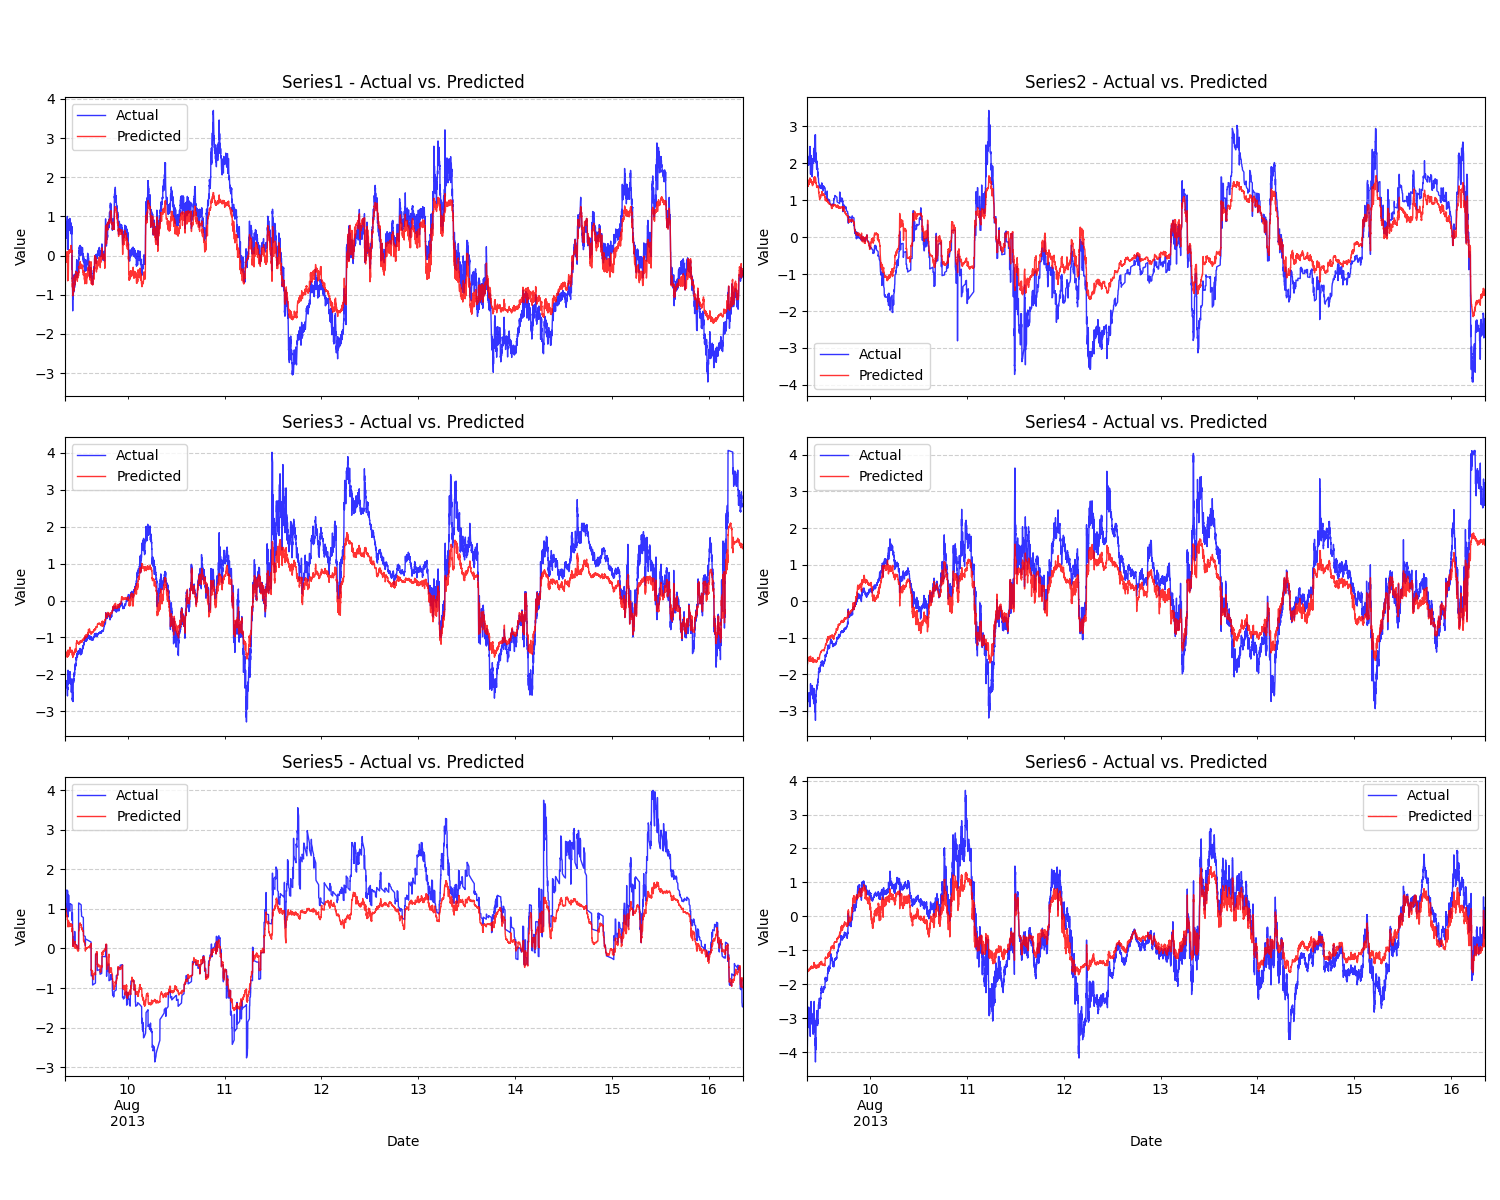 Series1 - Actual vs. Predicted
Actual
Predicted
4
3
2
1
0
−1
−2
−3
Value
Series2 - Actual vs. Predicted
Actual
Predicted
3
2
1
0
−1
−2
−3
−4
Value
Series3 - Actual vs. Predicted
Actual
Predicted
4
3
2
1
0
−1
−2
−3
Value
Series4 - Actual vs. Predicted
Actual
Predicted
4
3
2
1
0
−1
−2
−3
Value
Series5 - Actual vs. Predicted
Actual
Predicted
4
3
2
1
0
−1
−2
−3
Value
10 11 12 13 14 15 16
Aug
2013
Date
Series6 - Actual vs. Predicted
Actual
Predicted
4
3
2
1
0
−1
−2
−3
−4
Value
10 11 12 13 14 15 16
Aug
2013
Date